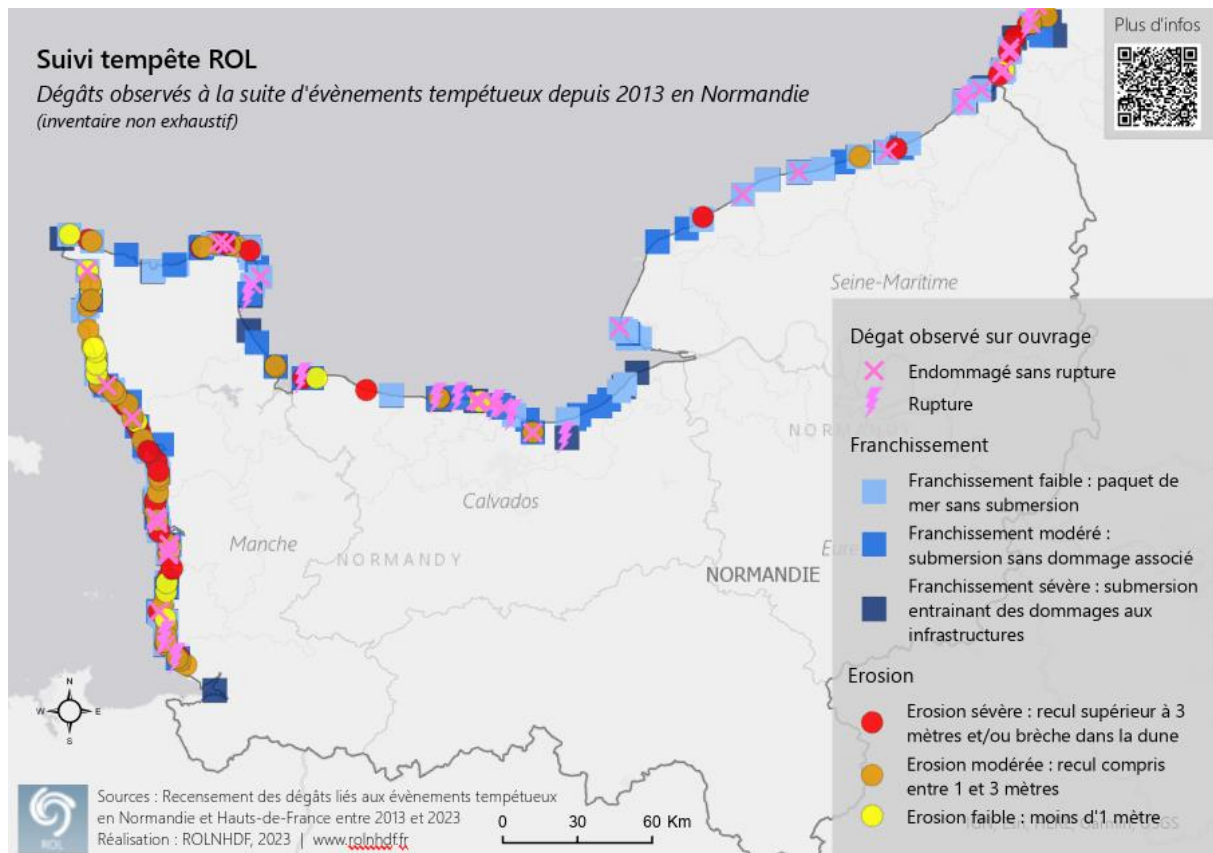 Suivi tempête ROL
Dégâts observés à la suite d'évènements tempétueux depuis 2013 en Normandie
(inventaire non exhaustif)
Plus d'infos
Seine-Maritime
Calvados
Manche
NORMANDY
NORMANDIE
Dégat observé sur ouvrage
Endommagé sans rupture
Rupture
Franchissement
Franchissement faible : paquet de
mer sans submersion
Franchissement modéré :
submersion sans dommage associé
Franchissement sévère : submersion
entrainant des dommages aux
infrastructures
Erosion
Erosion sévère : recul supérieur à 3
mètres et/ou brèche dans la dune
Erosion modérée : recul compris
entre 1 et 3 mètres
Erosion faible : moins d'1 mètre
N
W E
S
ROL
Sources : Recensement des dégâts liés aux évènements tempétueux
en Normandie et Hauts-de-France entre 2013 et 2023
Réalisation : ROLNHDF, 2023 | www.rolnhdf.fr
0 30 60 Km
USGS